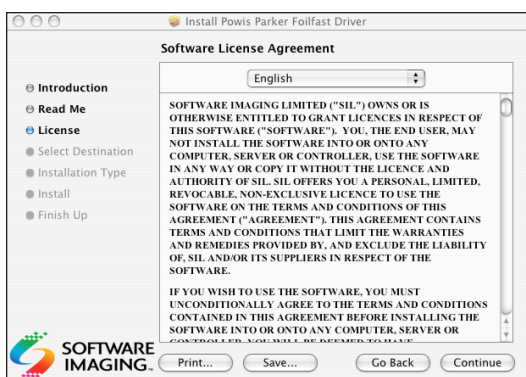 Install Powis Parker Foilfast Driver
Software License Agreement
English
Introduction
Read Me
License
Select Destination
Installation Type
Install
Finish Up
SOFTWARE IMAGING LIMITED ("SIL") OWNS OR IS
OTHERWISE ENTITLED TO GRANT LICENCES IN RESPECT OF
THIS SOFTWARE ("SOFTWARE"). YOU, THE END USER, MAY
NOT INSTALL THE SOFTWARE INTO OR ONTO ANY
COMPUTER, SERVER OR CONTROLLER, USE THE SOFTWARE
IN ANY WAY OR COPY IT WITHOUT THE LICENCE AND
AUTHORITY OF SIL. SIL OFFERS YOU A PERSONAL, LIMITED,
REVOCABLE, NON-EXCLUSIVE LICENCE TO USE THE
SOFTWARE ON THE TERMS AND CONDITIONS OF THIS
AGREEMENT ("AGREEMENT"). THIS AGREEMENT CONTAINS
TERMS AND CONDITIONS THAT LIMIT THE WARRANTIES
AND REMEDIES PROVIDED BY, AND EXCLUDE THE LIABILITY
OF, SIL AND/OR ITS SUPPLIERS IN RESPECT OF THE
SOFTWARE.
IF YOU WISH TO USE THE SOFTWARE, YOU MUST
UNCONDITIONALLY AGREE TO THE TERMS AND CONDITIONS
CONTAINED IN THIS AGREEMENT BEFORE INSTALLING THE
SOFTWARE INTO OR ONTO ANY COMPUTER, SERVER OR
CONTROLLER. YOU WILL BE DEEMED TO HAVE
SOFTWARE
IMAGING
Print...
Save...
Go Back
Continue